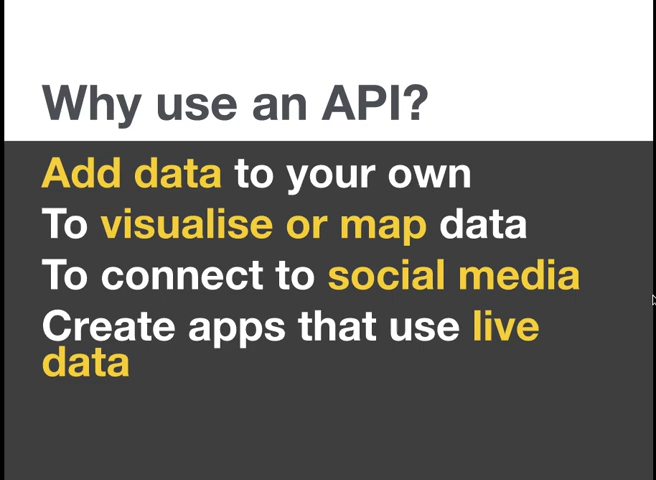 Why use an API?
Add data to your own
To visualise or map data
To connect to social media
Create apps that use live
data